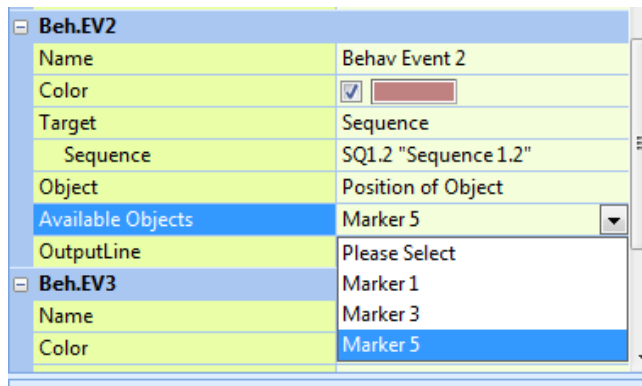 Beh.EV2
Name Behav Event 2
Color
Target Sequence
Sequence SQ1.2 "Sequence 1.2"
Object Position of Object
Available Objects Marker 5
OutputLine Please Select
Beh.EV3 Marker 1
Name Marker 3
Color Marker 5